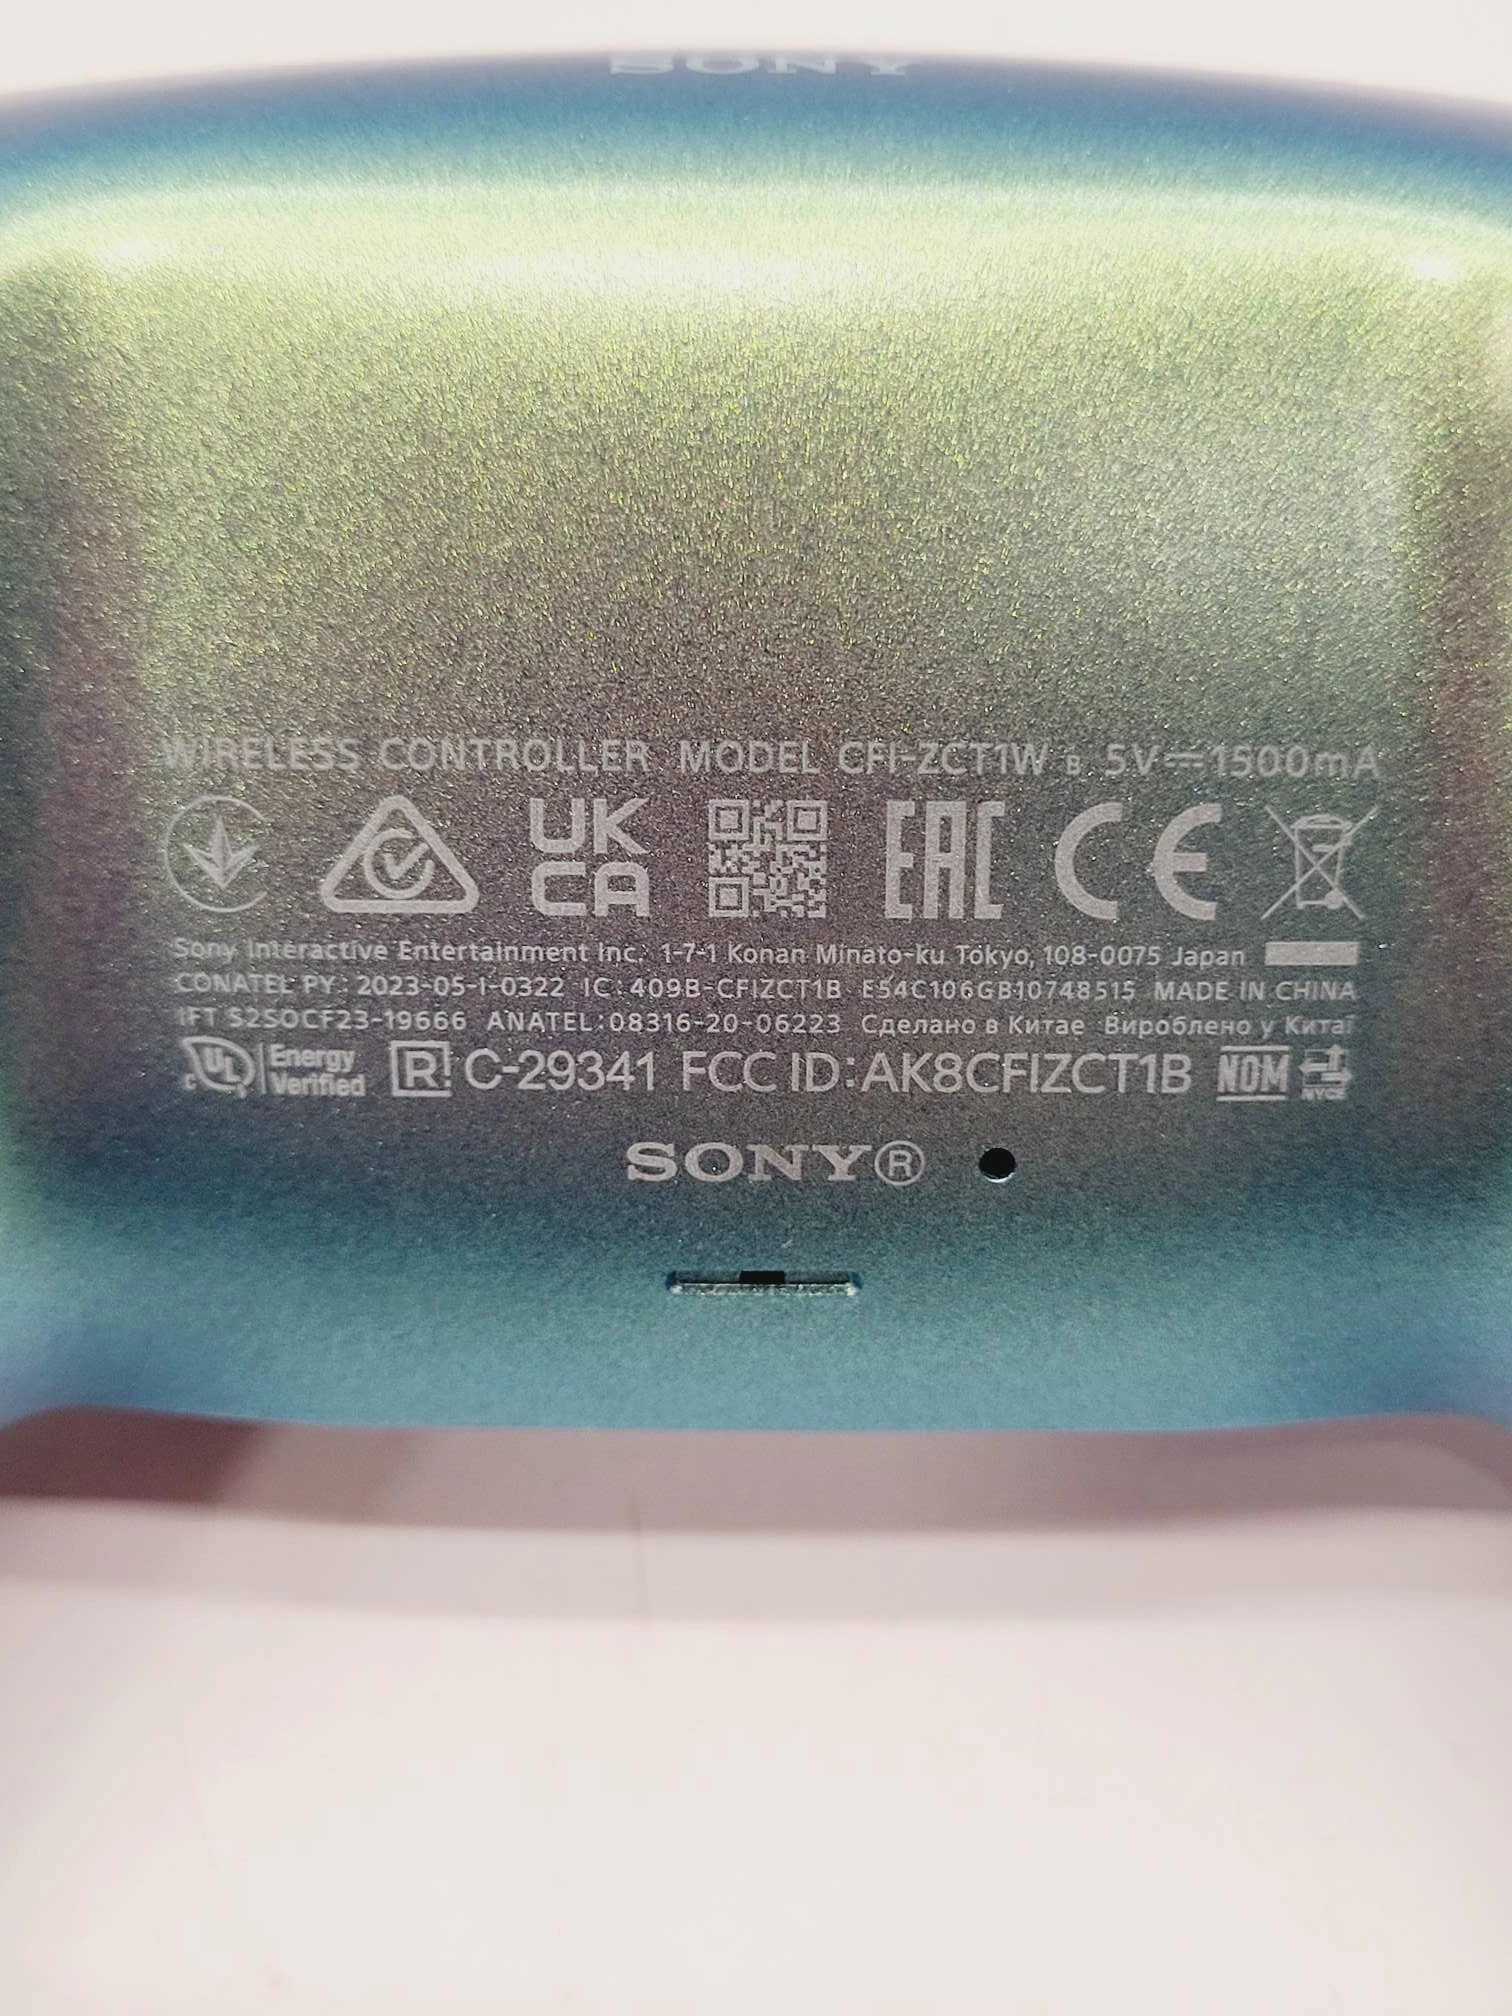 SONY
WIRELESS CONTROLLER MODEL CFI-ZCT1W B 5V⎓1500mA
UK CA EAC CE
Sony Interactive Entertainment Inc. 1-7-1 Konan Minato-ku Tokyo, 108-0075 Japan
CONATEL PY: 2023-05-I-0322 IC:409B-CFIZCT1B E54C106GB10748515 MADE IN CHINA
IFT S2SOCF23-19666 ANATEL:08316-20-06223 Сделано в Китае Вироблено у Китаї
c UL Energy Verified R C-29341 FCC ID:AK8CFIZCT1B NOM NYCE
SONY®